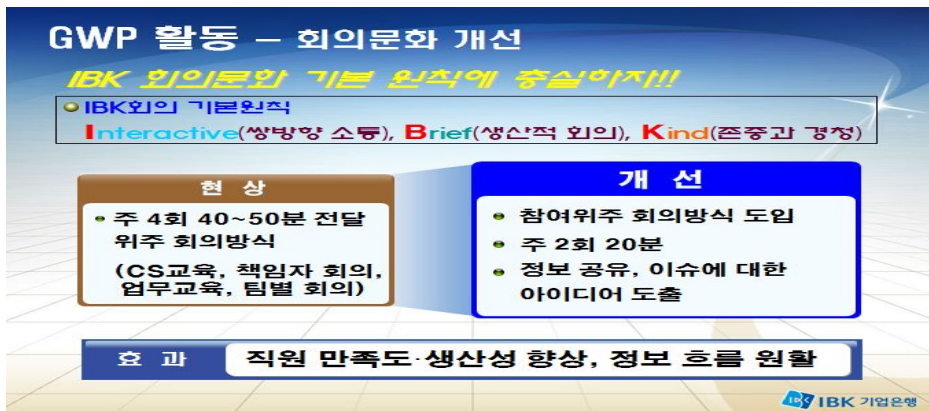 GWP 활동 – 회의문화 개선
IBK 회의문화 기본 원칙에 충실하자!!
IBK회의 기본원칙
Interactive(쌍방향 소통), Brief(생산적 회의), Kind(존중과 경청)
현 상
주 4회 40~50분 전달
위주 회의방식
(CS교육, 책임자 회의,
업무교육, 팀별 회의)
개 선
참여위주 회의방식 도입
주 2회 20분
정보 공유, 이슈에 대한
아이디어 도출
효 과
직원 만족도·생산성 향상, 정보 흐름 원활
IBK 기업은행